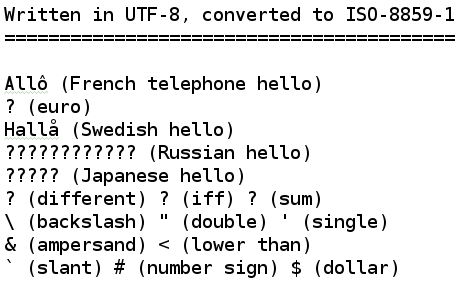 Written in UTF-8, converted to ISO-8859-1
=========================================
Allô (French telephone hello)
? (euro)
Hallå (Swedish hello)
???????????? (Russian hello)
????? (Japanese hello)
? (different) ? (iff) ? (sum)
\ (backslash) " (double) ' (single)
& (ampersand) < (lower than)
` (slant) # (number sign) $ (dollar)